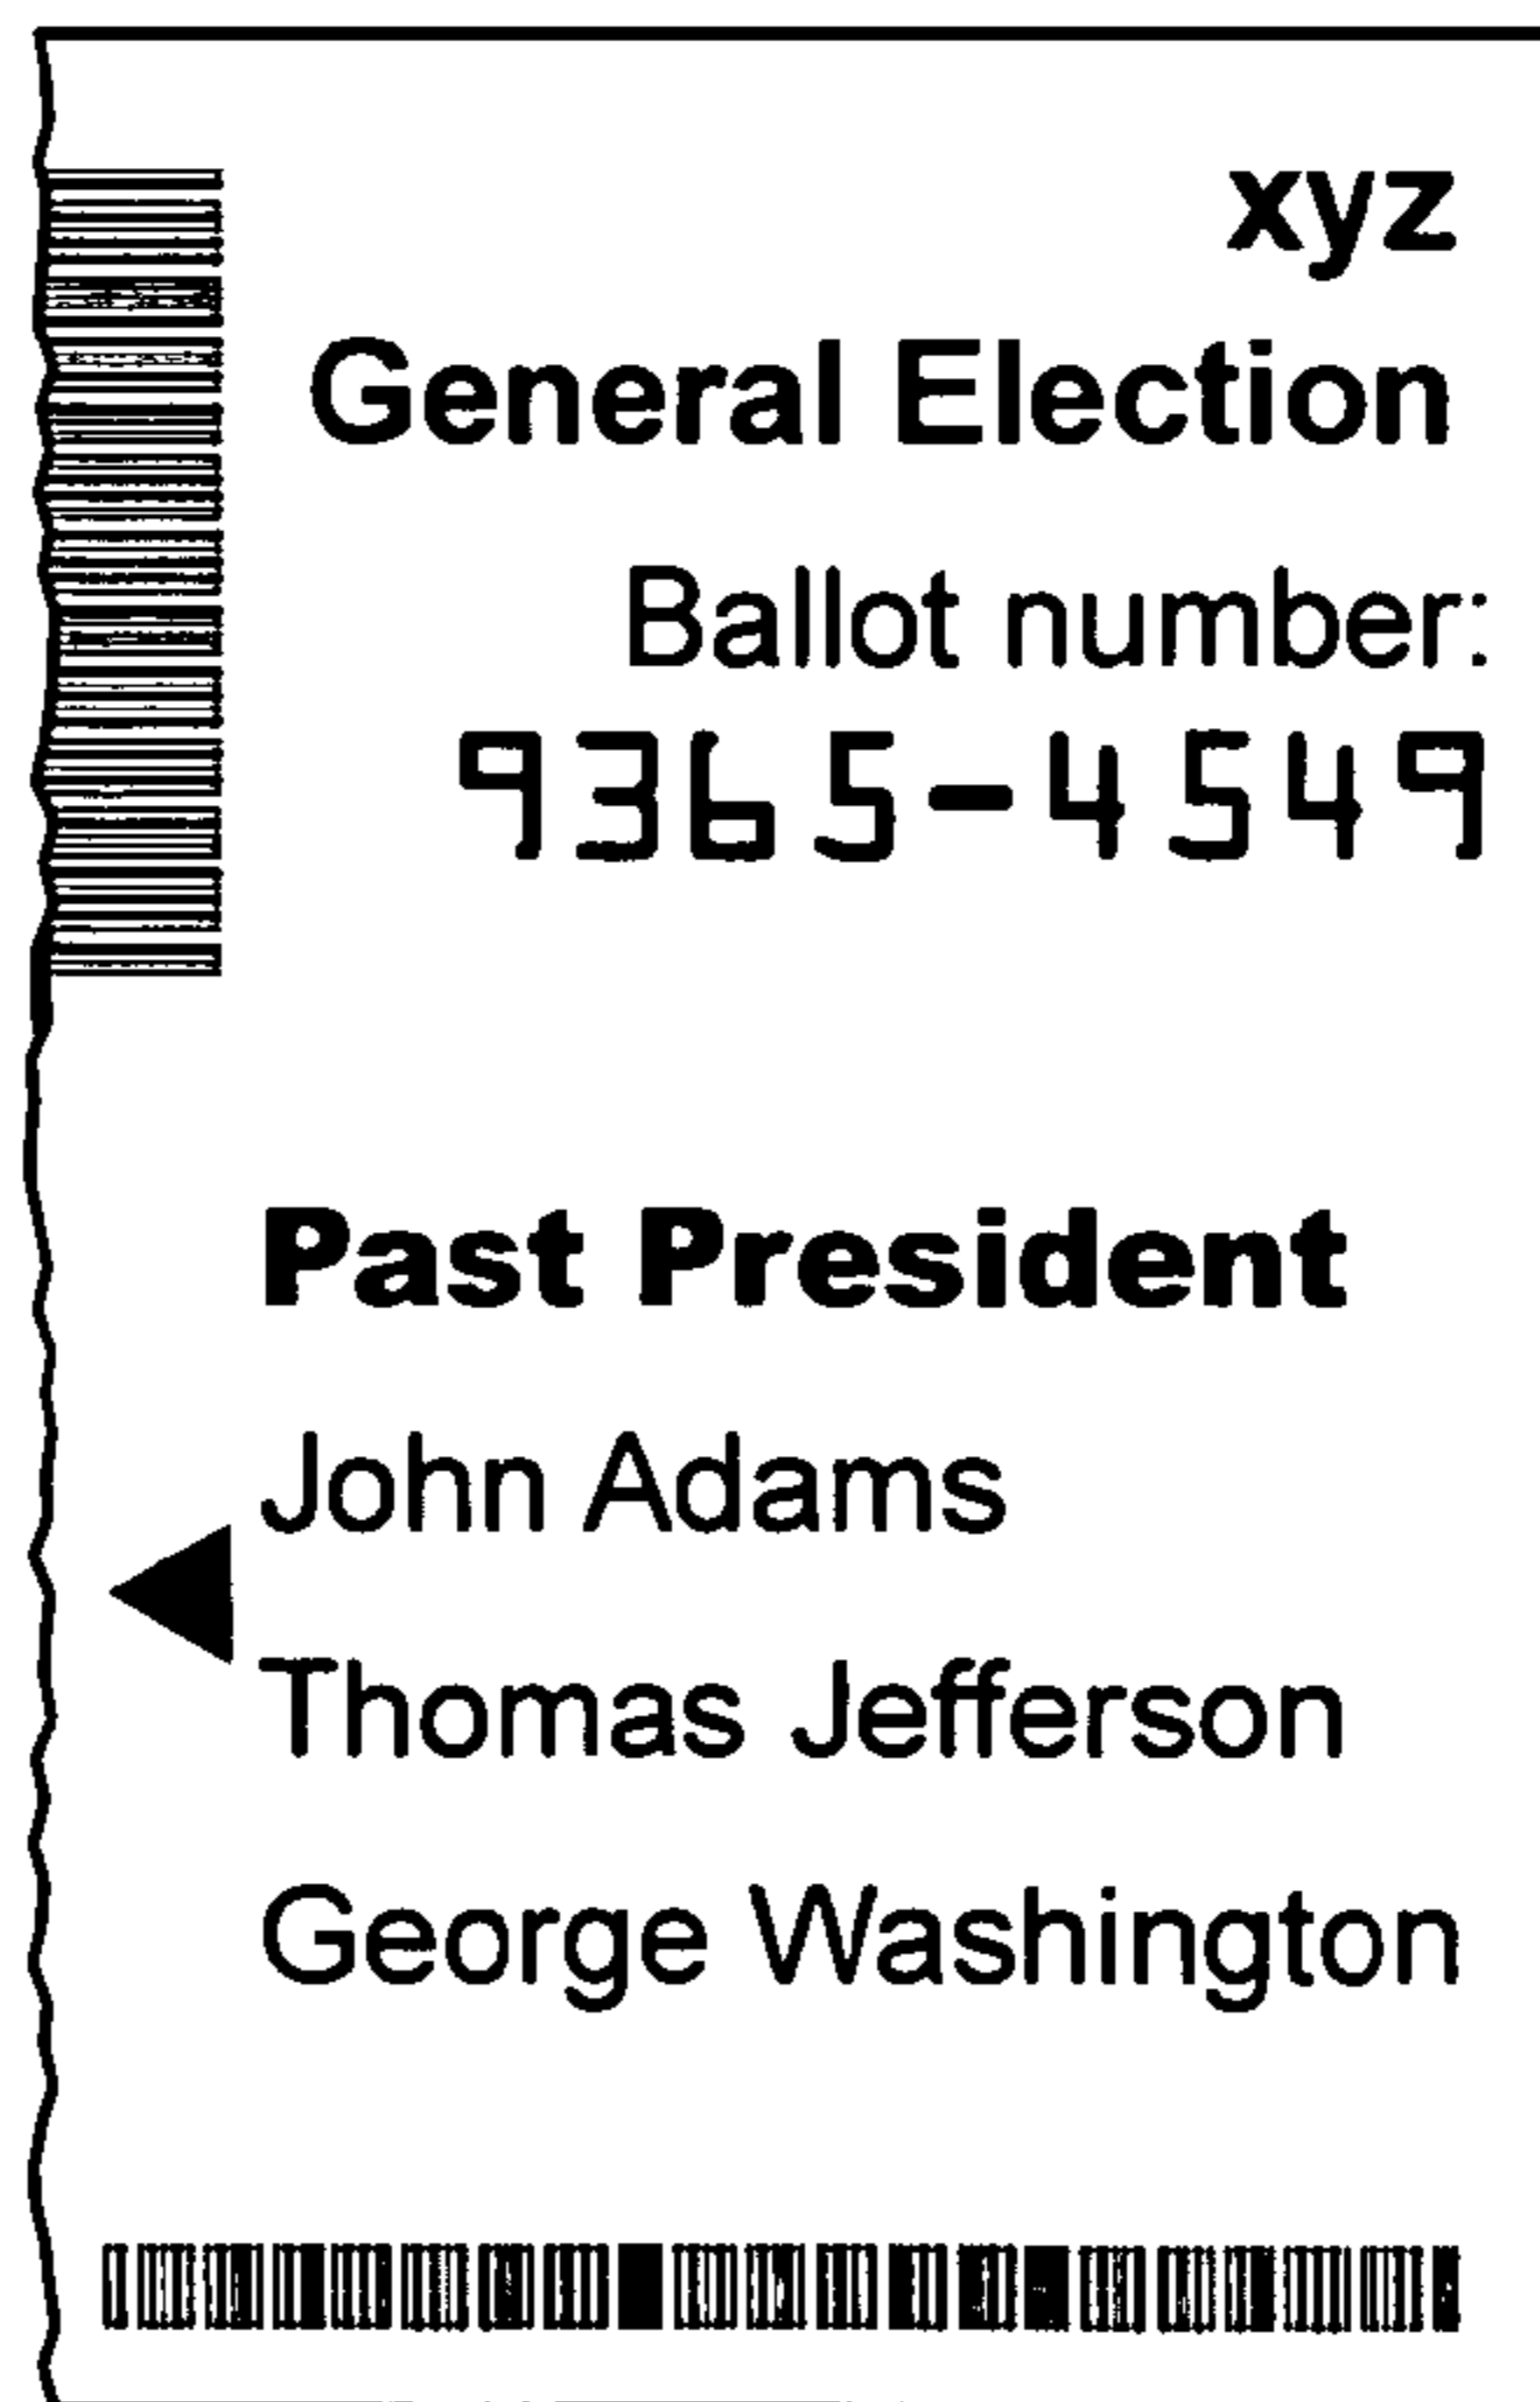 xyz
General Election
Ballot number:
9365-4549
Past President
John Adams
Thomas Jefferson
George Washington